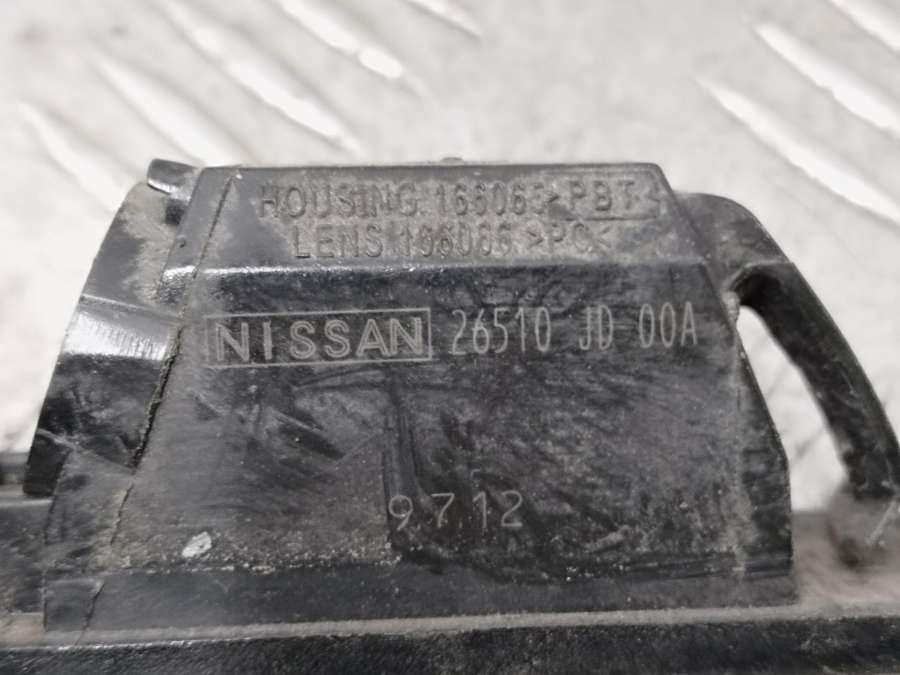 HOUSING:166065>PBT<
LENS:166066 >PC<
NISSAN 26510 JD 00A
9712